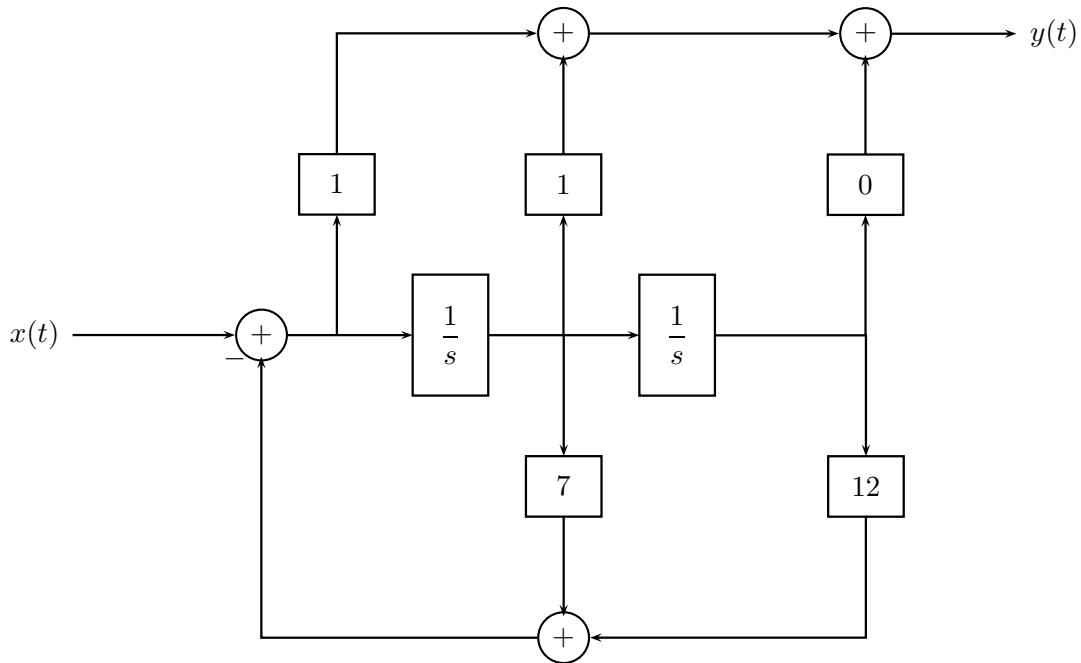 + + y(t)
1 1 0
x(t) + − 1/s 1/s
7 12
+